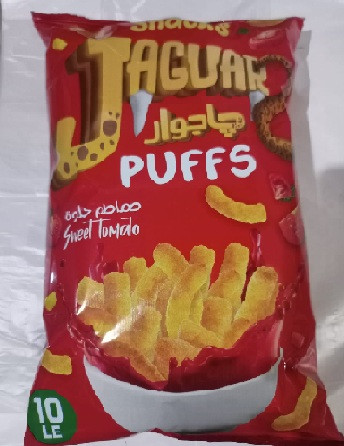 Snacks
JAGUAR
جاجوار
PUFFS
طماطم حلوة
Sweet Tomato
10
LE